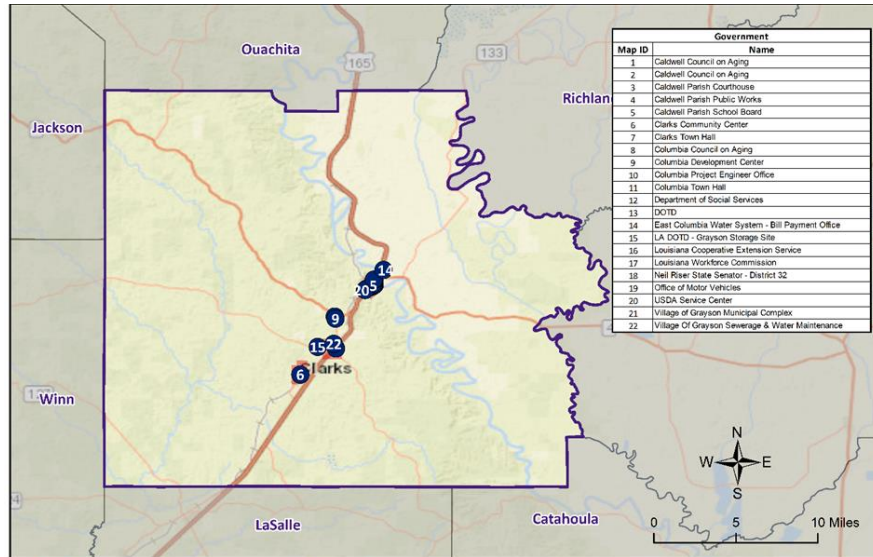 Ouachita
165
133
Richland
Jackson
Government
Map ID Name
1 Caldwell Council on Aging
2 Caldwell Council on Aging
3 Caldwell Parish Courthouse
4 Caldwell Parish Public Works
5 Caldwell Parish School Board
6 Clarks Community Center
7 Clarks Town Hall
8 Columbia Council on Aging
9 Columbia Development Center
10 Columbia Project Engineer Office
11 Columbia Town Hall
12 Department of Social Services
13 DOTD
14 East Columbia Water System - Bill Payment Office
15 LA DOTD - Grayson Storage Site
16 Louisiana Cooperative Extension Service
17 Louisiana Workforce Commission
18 Neil Riser State Senator - District 32
19 Office of Motor Vehicles
20 USDA Service Center
21 Village of Grayson Municipal Complex
22 Village Of Grayson Sewerage & Water Maintenance
14
5
20
9
15 22
6 Clarks
Winn
N
W E
S
LaSalle
Catahoula
0 5 10 Miles